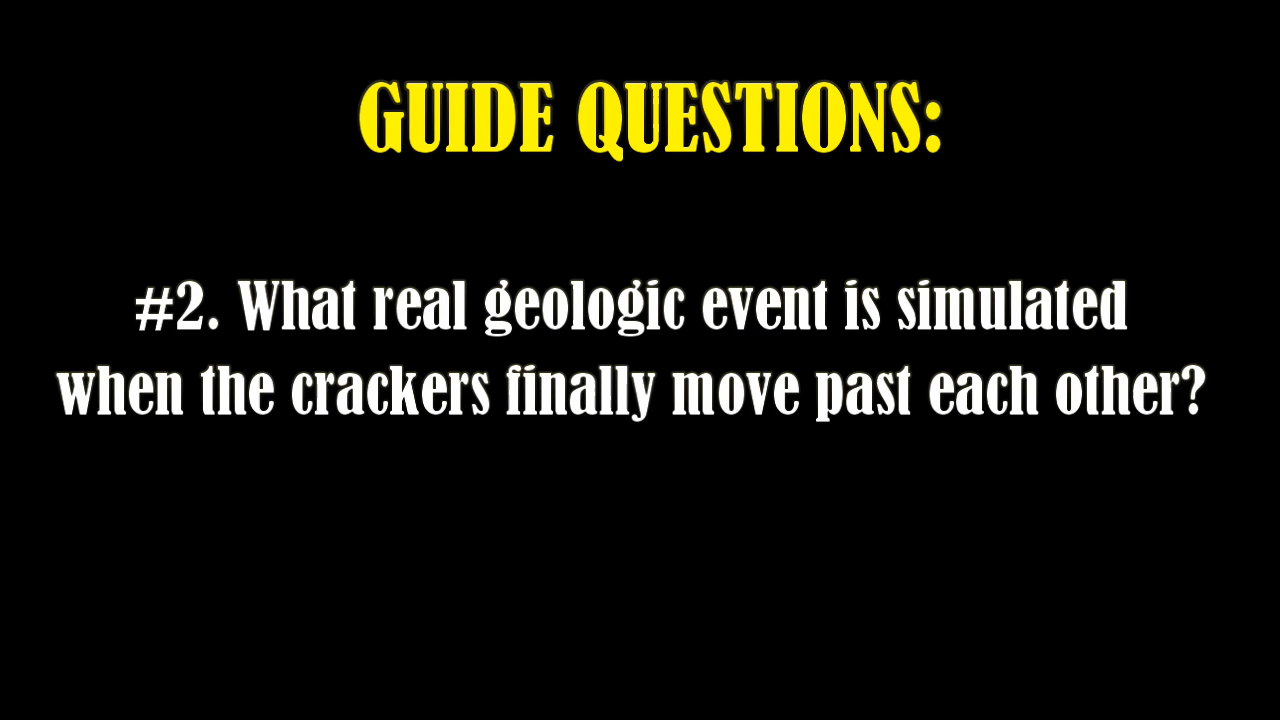 GUIDE QUESTIONS:
#2. What real geologic event is simulated
when the crackers finally move past each other?